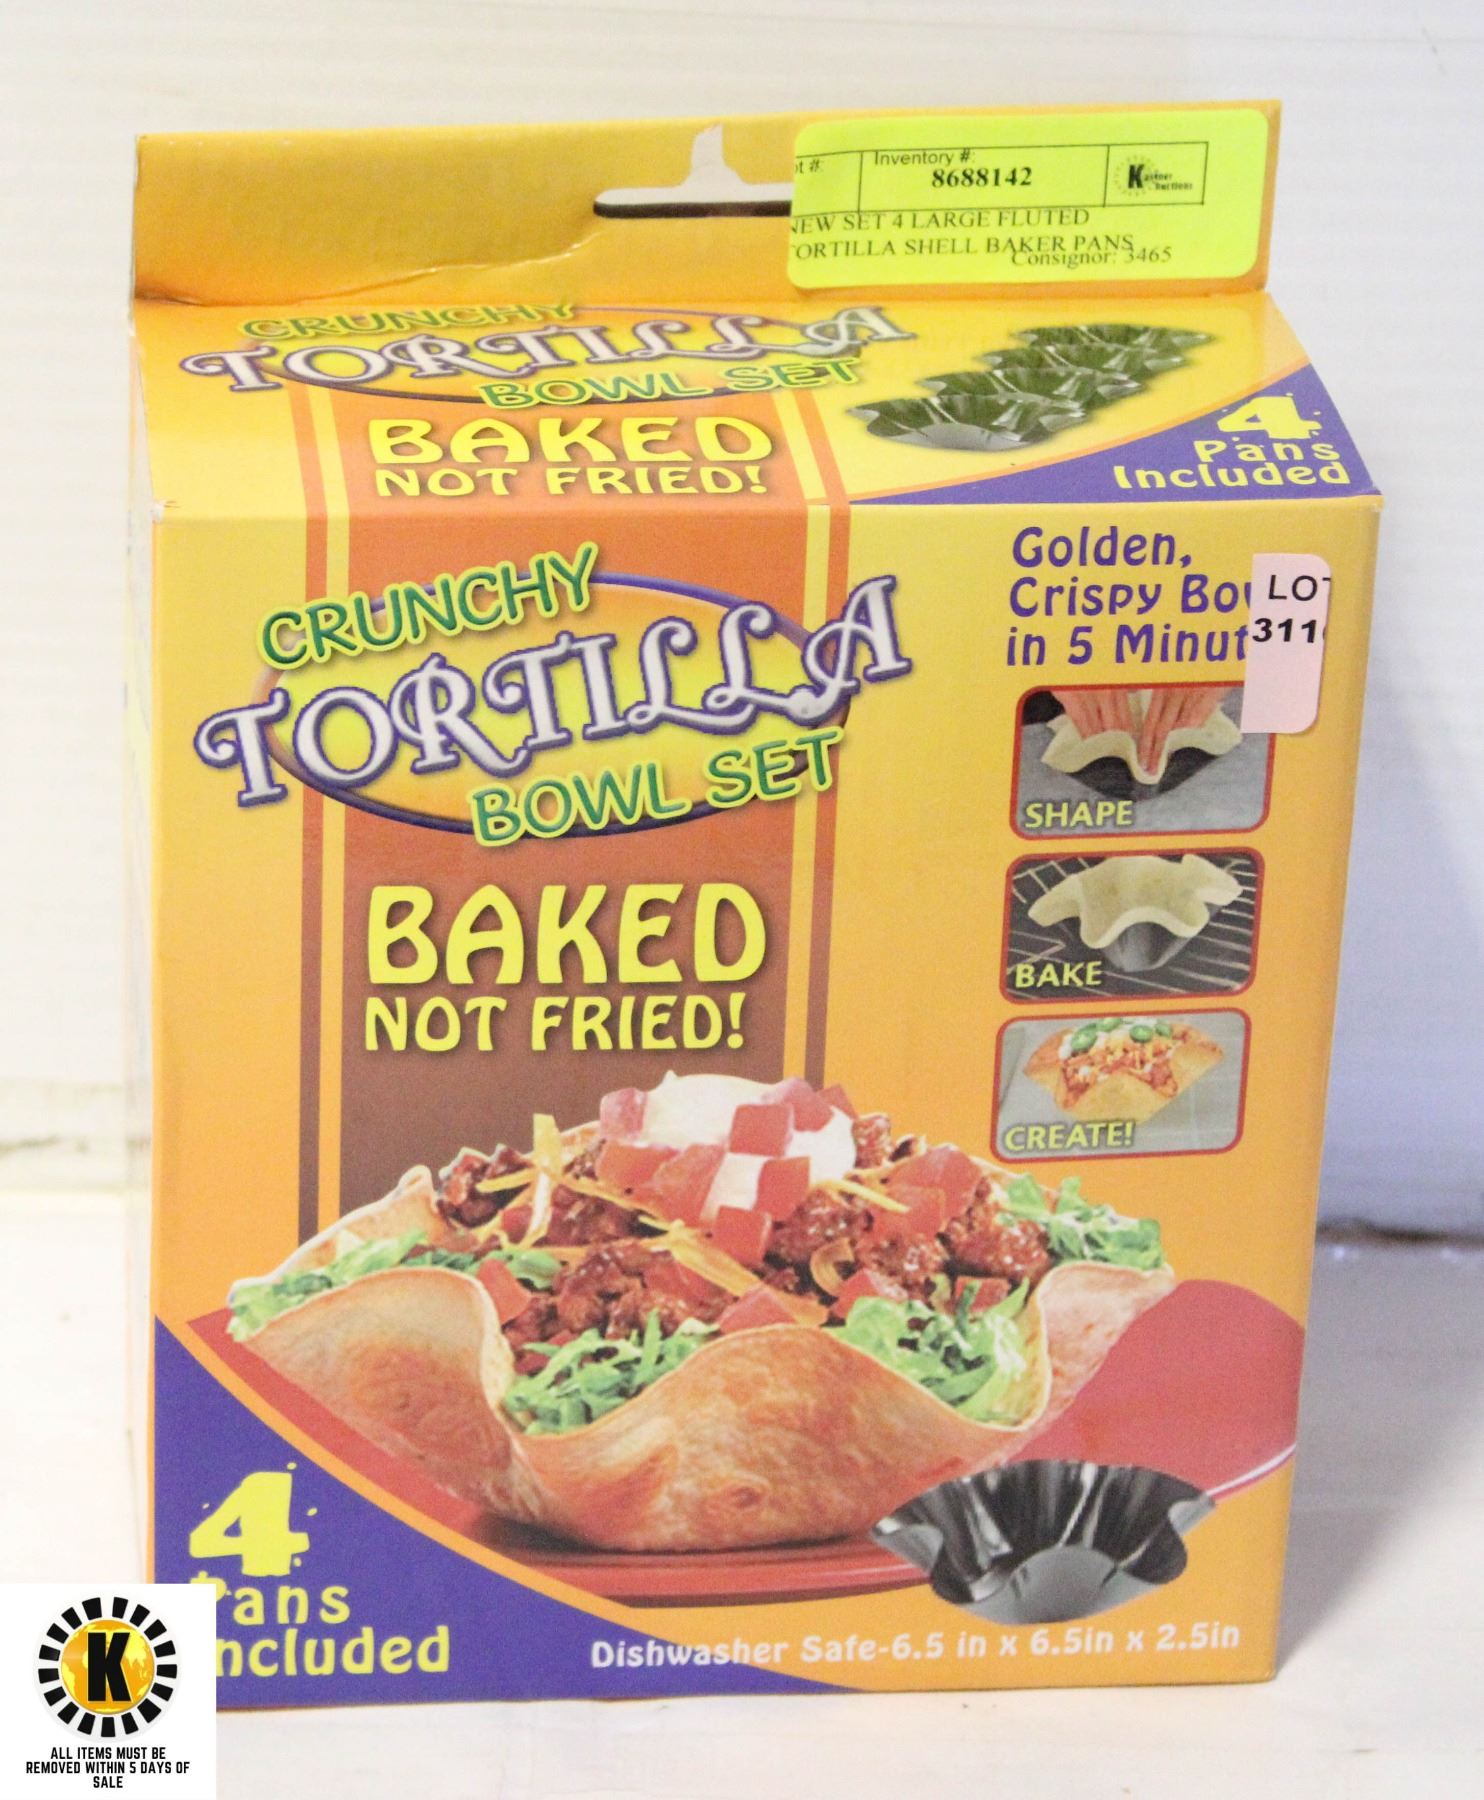 Inventory #:
8688142
Kastner
Auctions
NEW SET 4 LARGE FLUTED
TORTILLA SHELL BAKER PANS
Consignor: 3465
CRUNCHY
TORTILLA
BOWL SET
BAKED
NOT FRIED!
4
Pans
Included
CRUNCHY
TORTILLA
BOWL SET
BAKED
NOT FRIED!
Golden,
Crispy
in 5
LOT
311
SHAPE
BAKE
CREATE!
4
Pans
Included
Dishwasher Safe-6.5 in x 6.5in x 2.5in
K
ALL ITEMS MUST BE
REMOVED WITHIN 5 DAYS OF
SALE